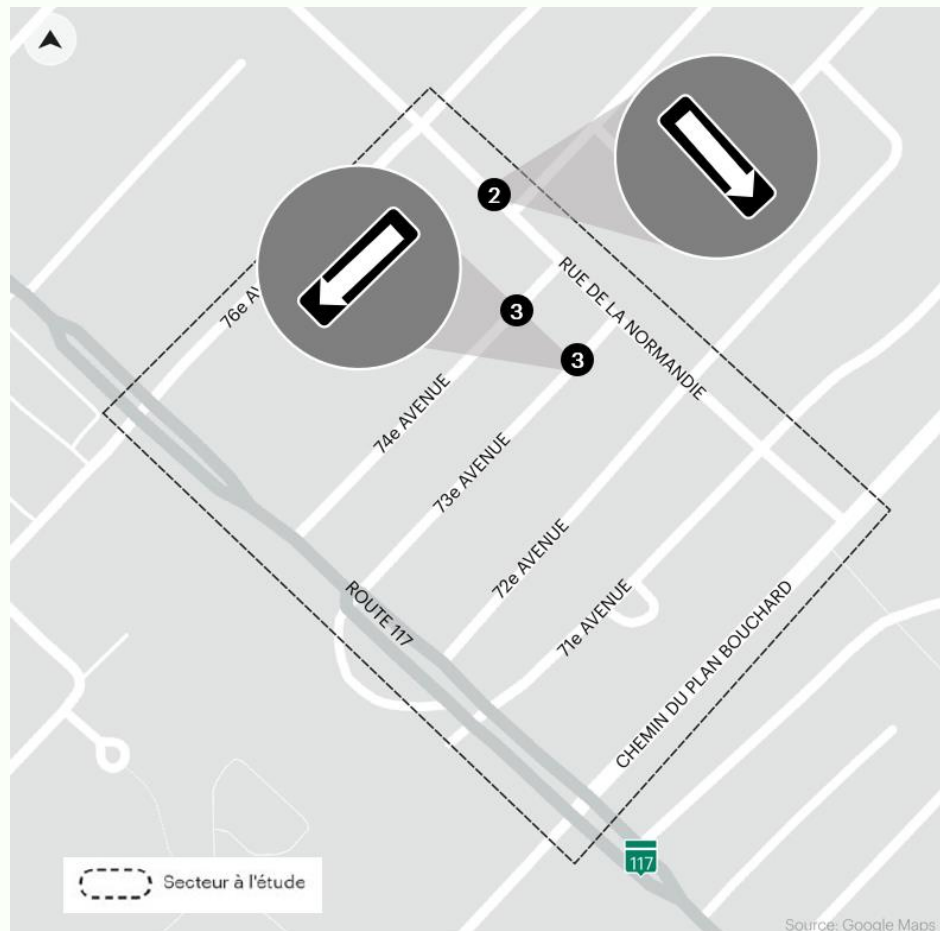 2
RUE DE LA NORMANDIE
76e
3
3
74e AVENUE
73e AVENUE
72e AVENUE
71e AVENUE
ROUTE 117
CHEMIN DU PLAN BOUCHARD
117
Secteur à l'étude
Source: Google Maps